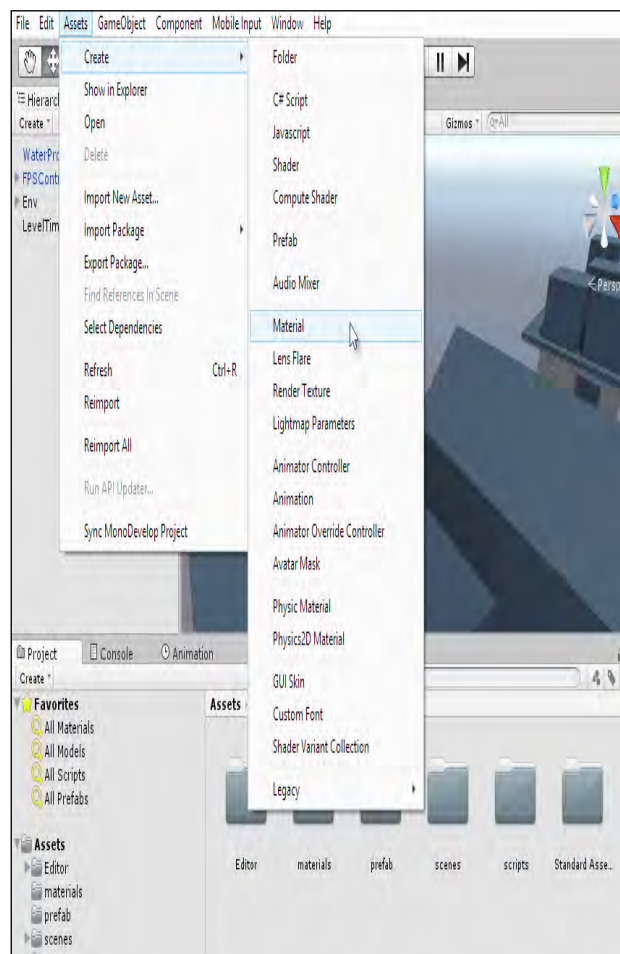 File Edit Assets GameObject Component Mobile Input Window Help
Create
Show in Explorer
Open
Delete
Import New Asset...
Import Package
Export Package...
Find References In Scene
Select Dependencies
Refresh Ctrl+R
Reimport
Reimport All
Run API Updater...
Sync MonoDevelop Project
Folder
C# Script
Javascript
Shader
Compute Shader
Prefab
Audio Mixer
Material
Lens Flare
Render Texture
Lightmap Parameters
Animator Controller
Animation
Animator Override Controller
Avatar Mask
Physic Material
Physics2D Material
GUI Skin
Custom Font
Shader Variant Collection
Legacy
Hierarch
Create
Gizmos All
WaterPro
FPSContr
Env
LevelTim
Persp
Project Console Animation
Create
Favorites
All Materials
All Models
All Scripts
All Prefabs
Assets
Editor
materials
prefab
scenes
Assets
Editor materials prefab scenes scripts Standard Asse...